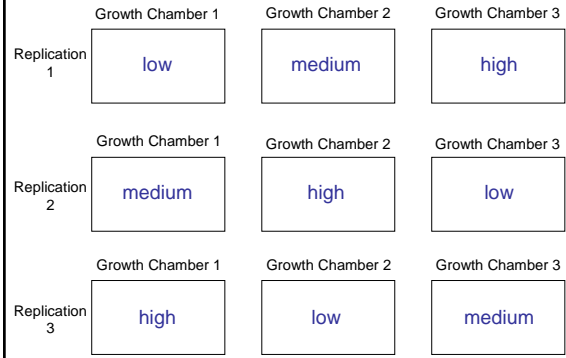 Growth Chamber 1 Growth Chamber 2 Growth Chamber 3
Replication
1
low medium high
Growth Chamber 1 Growth Chamber 2 Growth Chamber 3
Replication
2
medium high low
Growth Chamber 1 Growth Chamber 2 Growth Chamber 3
Replication
3
high low medium